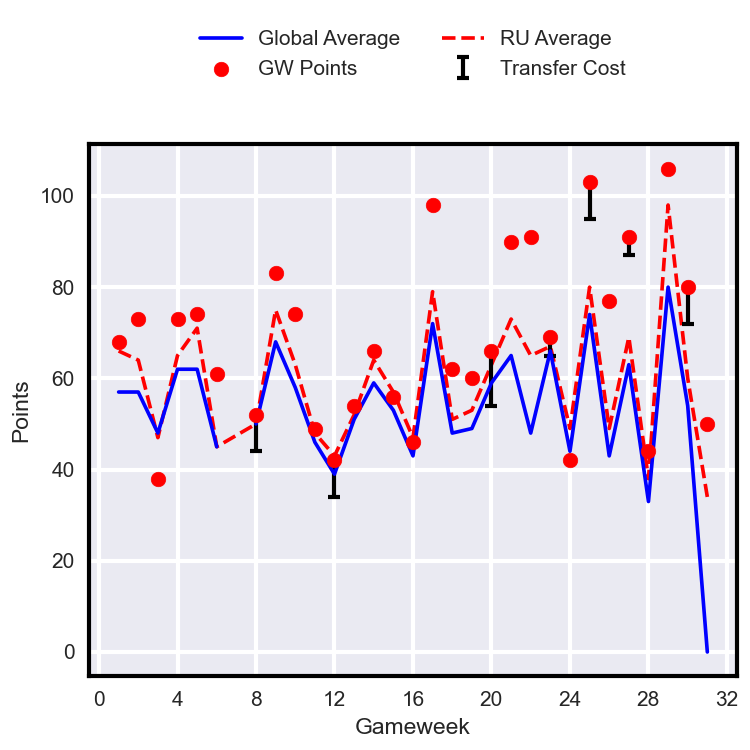 Global Average
RU Average
GW Points
Transfer Cost
Points
100
80
60
40
20
0
0 4 8 12 16 20 24 28 32
Gameweek